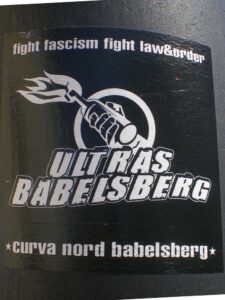 fight fascism fight law&order
ULTRAS
BABELSBERG
*curva nord babelsberg*